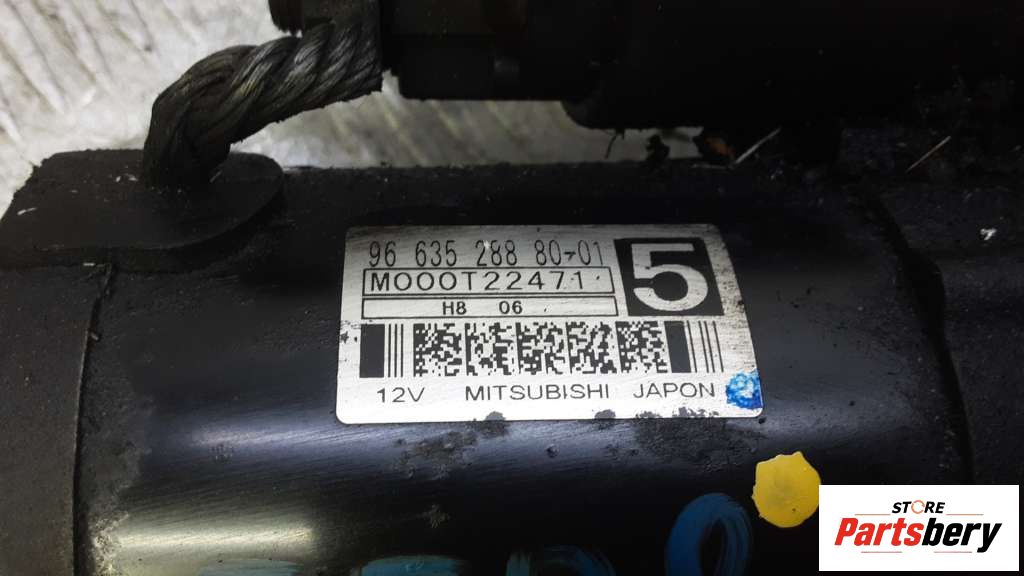 96 635 288 80-01
5
M000T22471
H8 06
12V MITSUBISHI JAPON
STORE
Partsbery